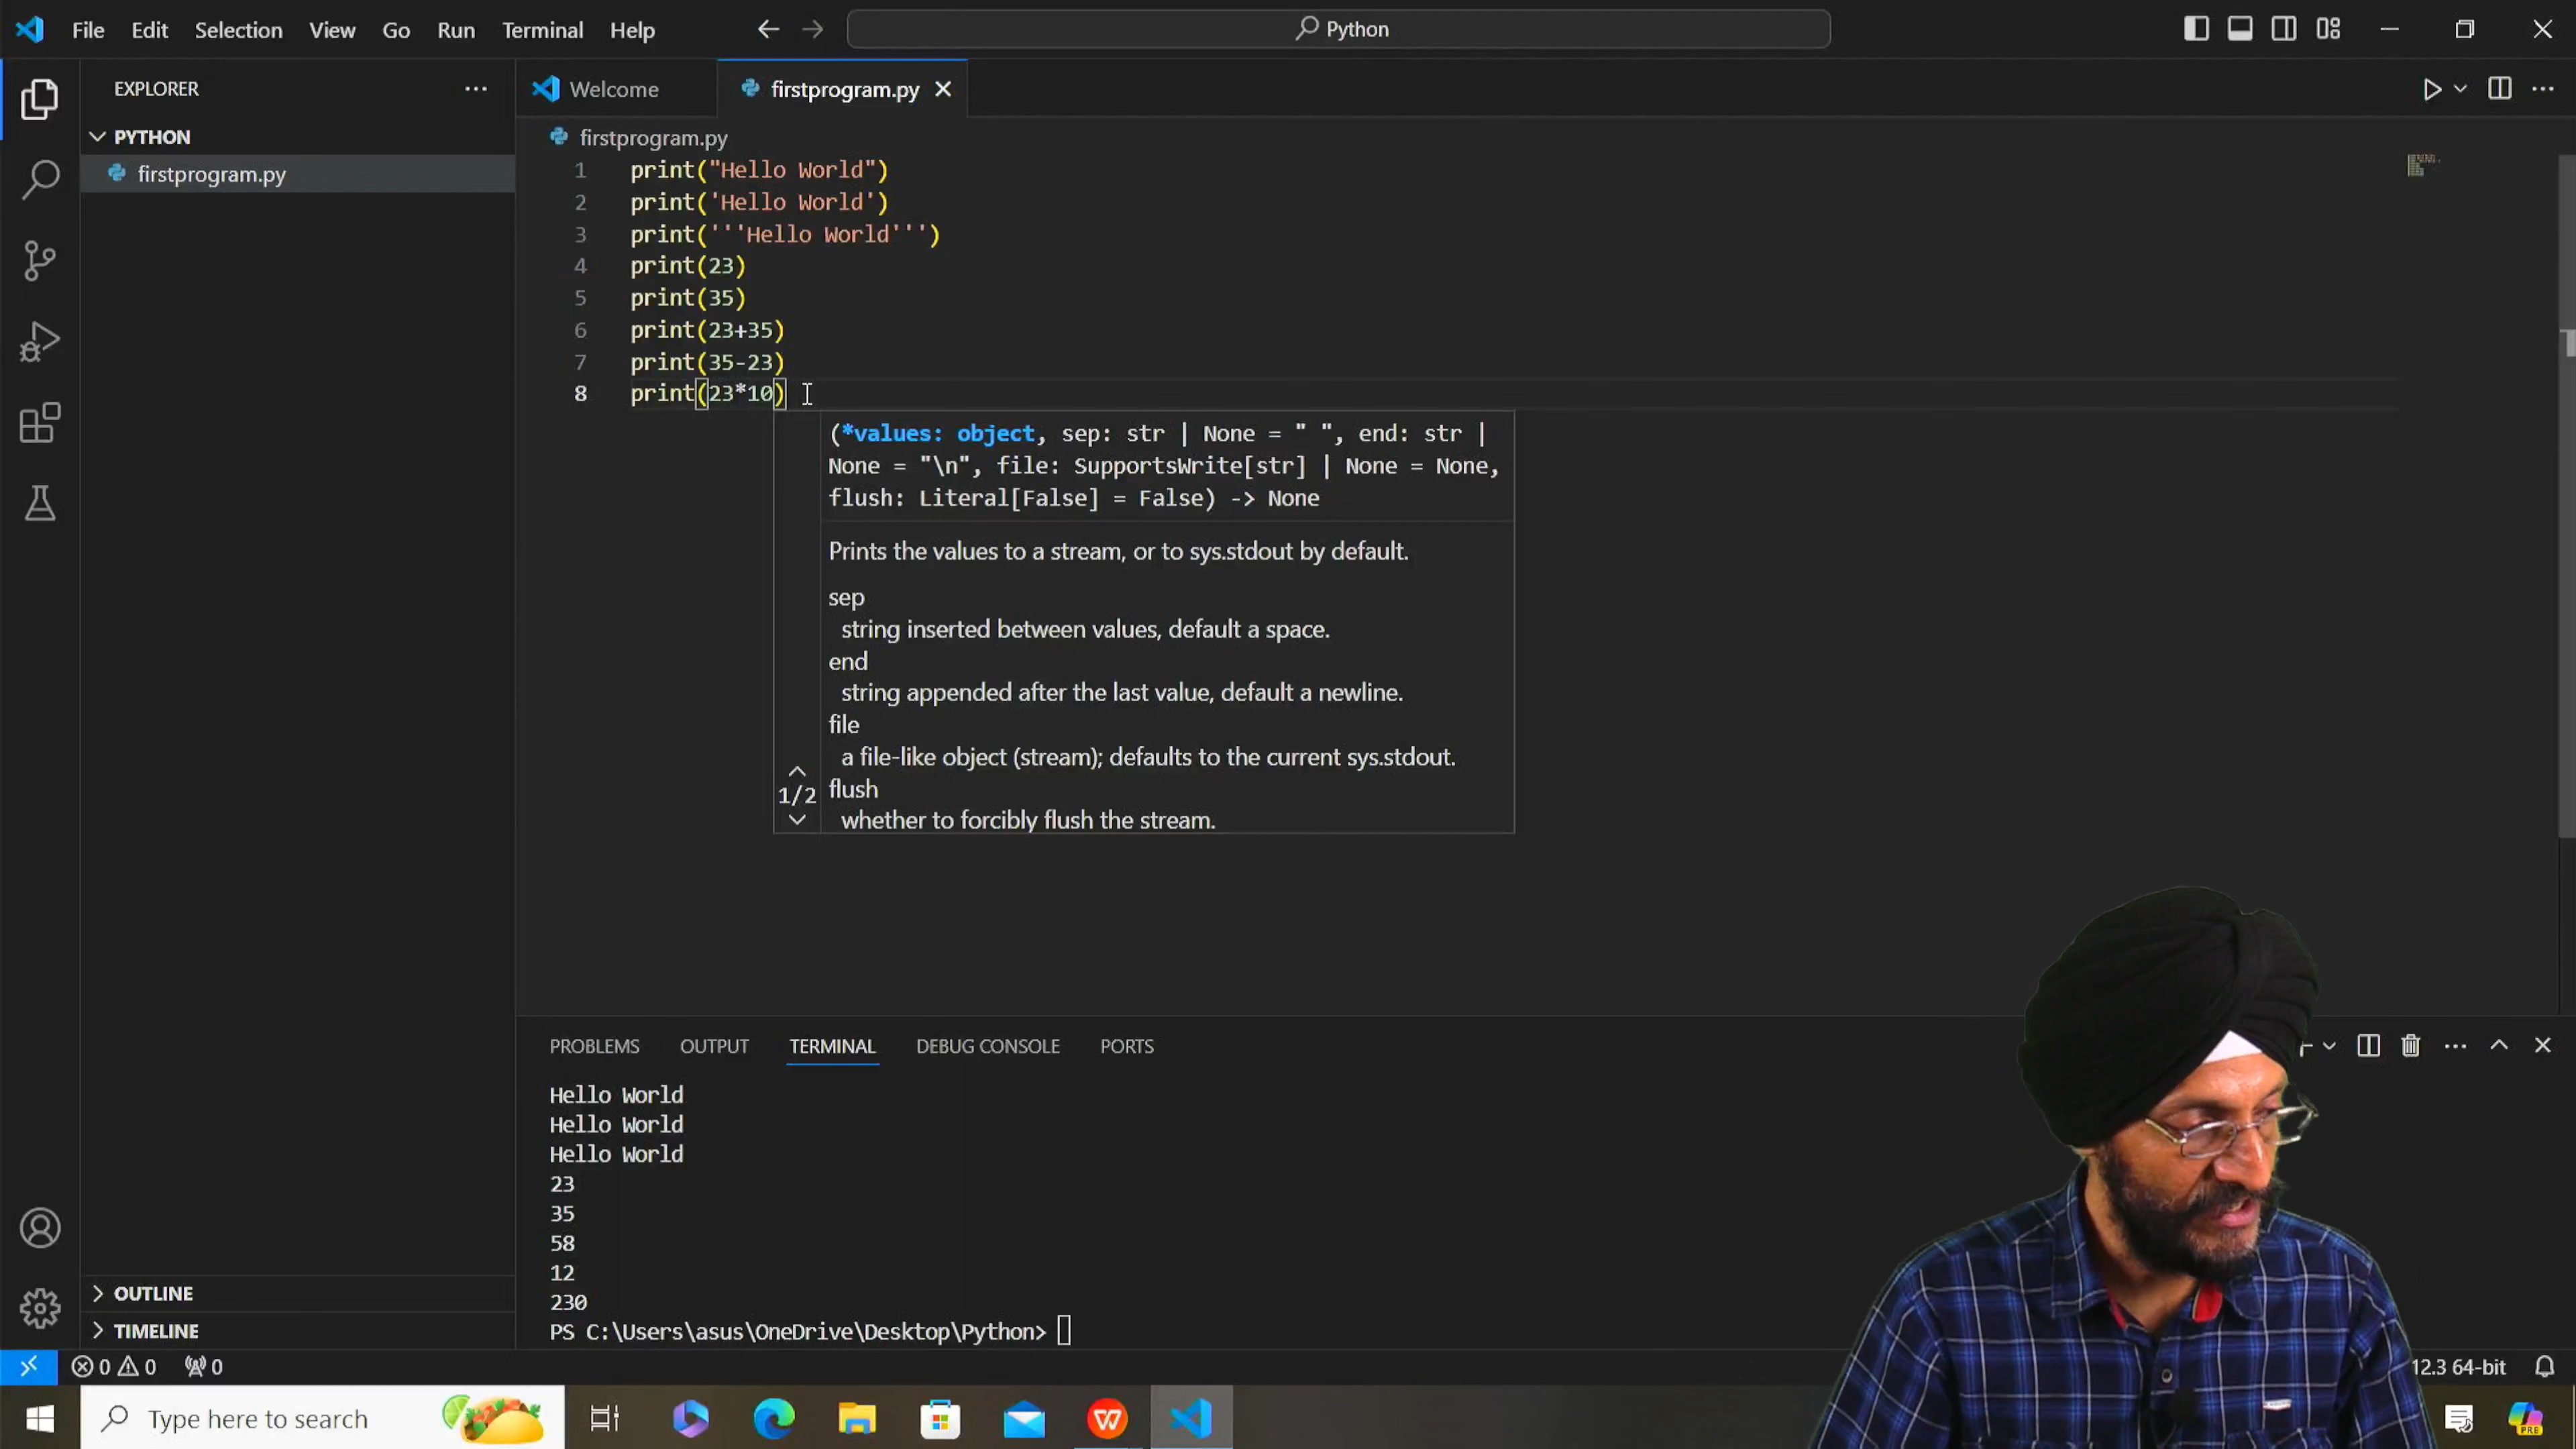 File Edit Selection View Go Run Terminal Help
Python
EXPLORER
PYTHON
firstprogram.py
OUTLINE
TIMELINE
Welcome
firstprogram.py
firstprogram.py
1 print("Hello World")
2 print('Hello World')
3 print('''Hello World''')
4 print(23)
5 print(35)
6 print(23+35)
7 print(35-23)
8 print(23*10)
(*values: object, sep: str | None = " ", end: str |
None = "\n", file: SupportsWrite[str] | None = None,
flush: Literal[False] = False) -> None
Prints the values to a stream, or to sys.stdout by default.
sep
string inserted between values, default a space.
end
string appended after the last value, default a newline.
file
a file-like object (stream); defaults to the current sys.stdout.
flush
whether to forcibly flush the stream.
1/2
PROBLEMS OUTPUT TERMINAL DEBUG CONSOLE PORTS
Hello World
Hello World
Hello World
23
35
58
12
230
PS C:\Users\asus\OneDrive\Desktop\Python>
0 0 0
12.3 64-bit
Type here to search
PRE